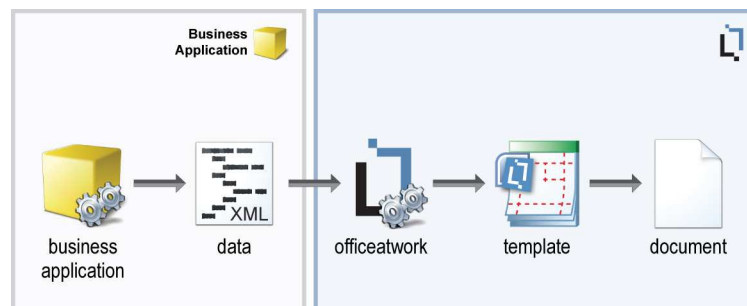 Business
Application
XML
business
application
data
officeatwork
template
document